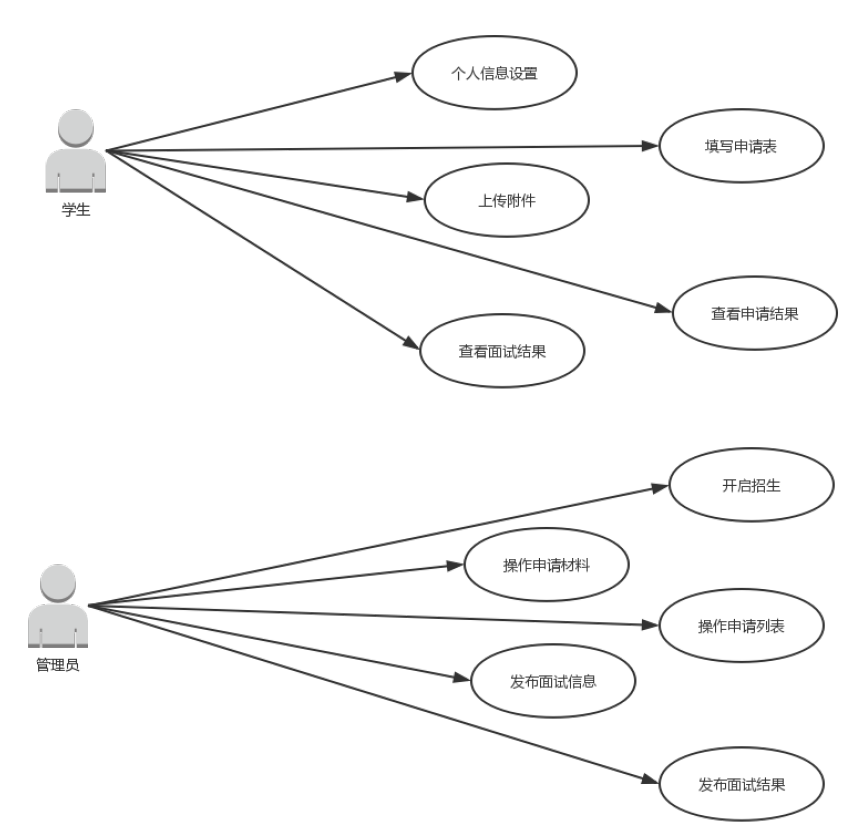 个人信息设置
填写申请表
上传附件
学生
查看申请结果
查看面试结果
开启招生
操作申请材料
操作申请列表
管理员
发布面试信息
发布面试结果